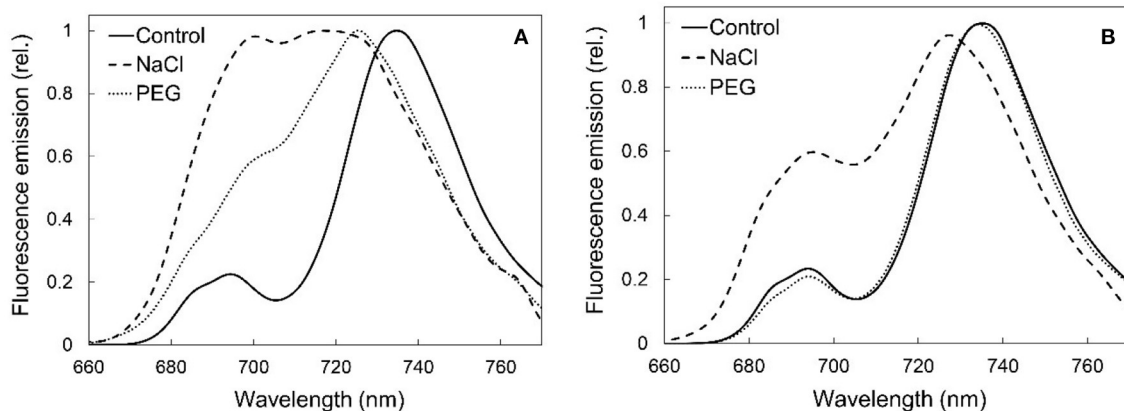 A
Control
NaCl
PEG
Fluorescence emission (rel.)
1
0.8
0.6
0.4
0.2
0
660 680 700 720 740 760
Wavelength (nm)
B
Control
NaCl
PEG
Fluorescence emission (rel.)
1
0.8
0.6
0.4
0.2
0
660 680 700 720 740 760
Wavelength (nm)